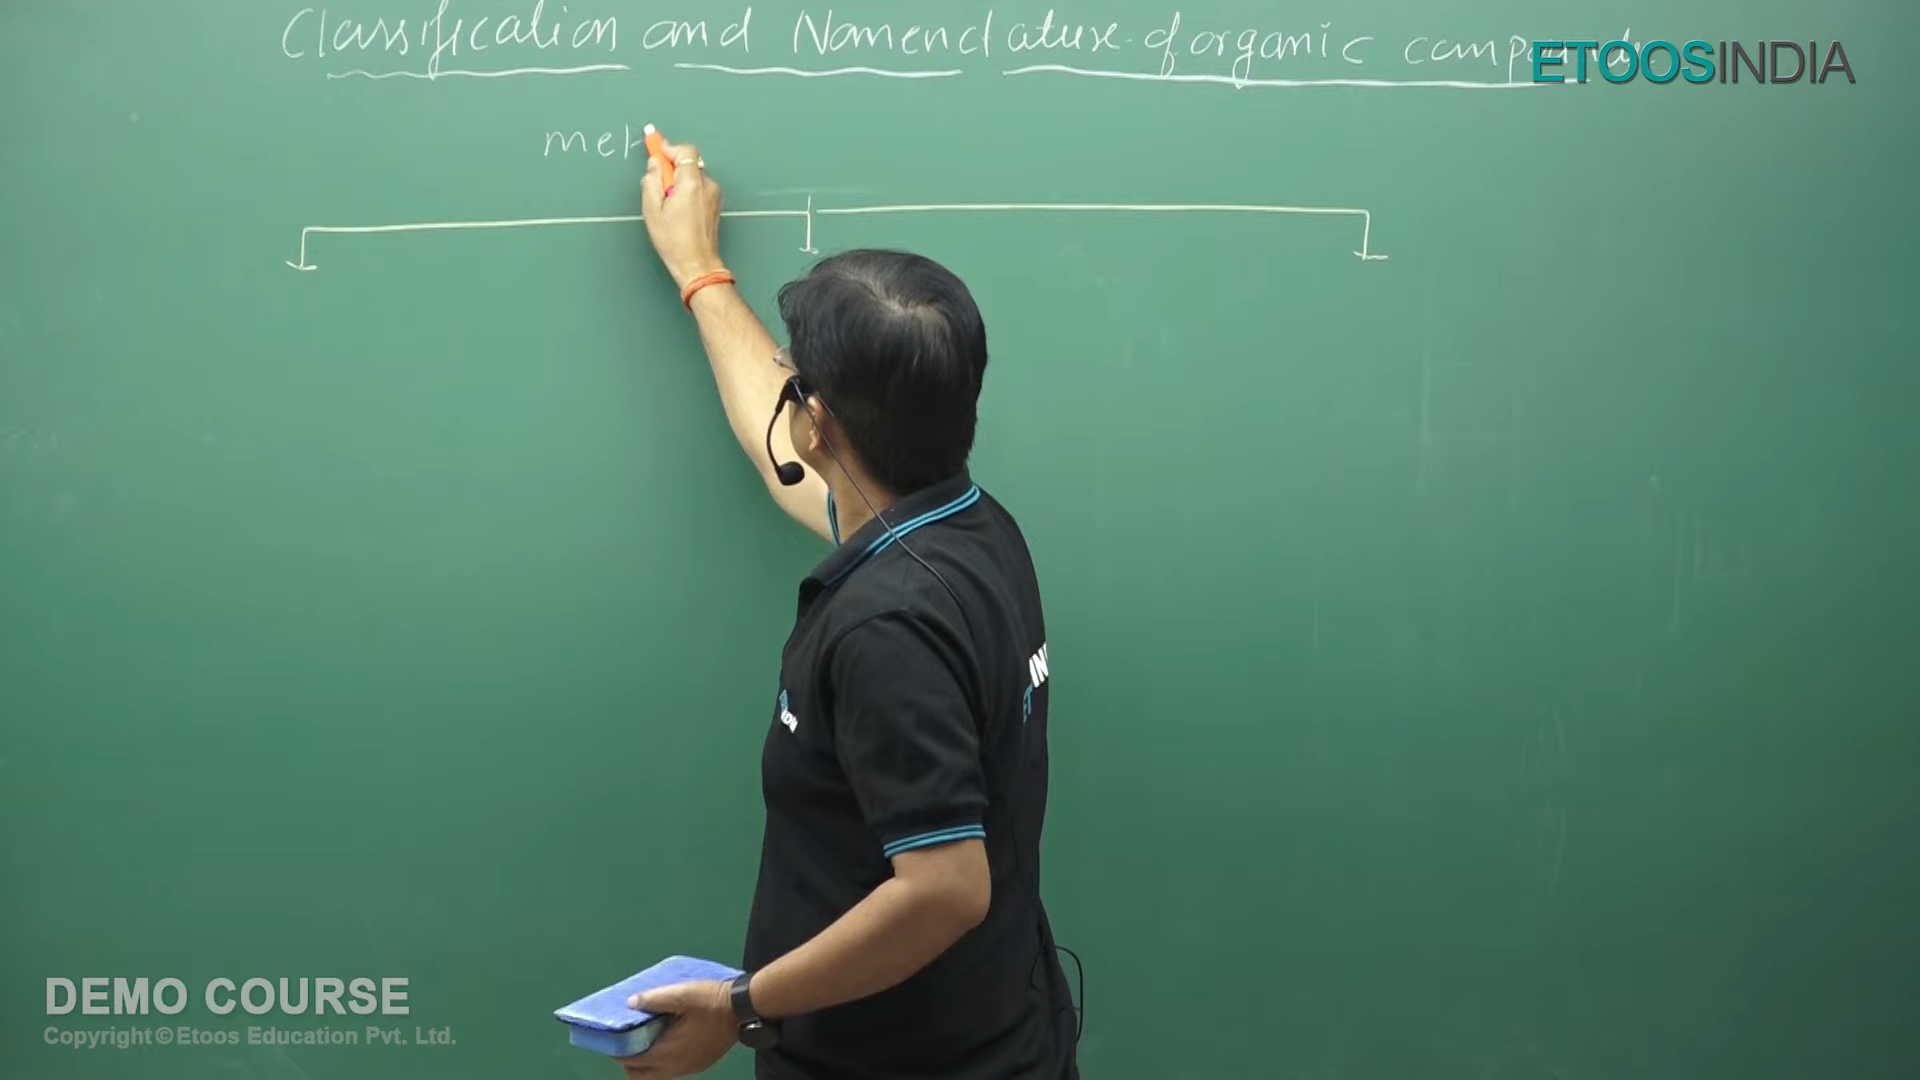 Classification and Nomenclature of organic compounds
ETOOSINDIA
met
DEMO COURSE
Copyright © Etoos Education Pvt. Ltd.